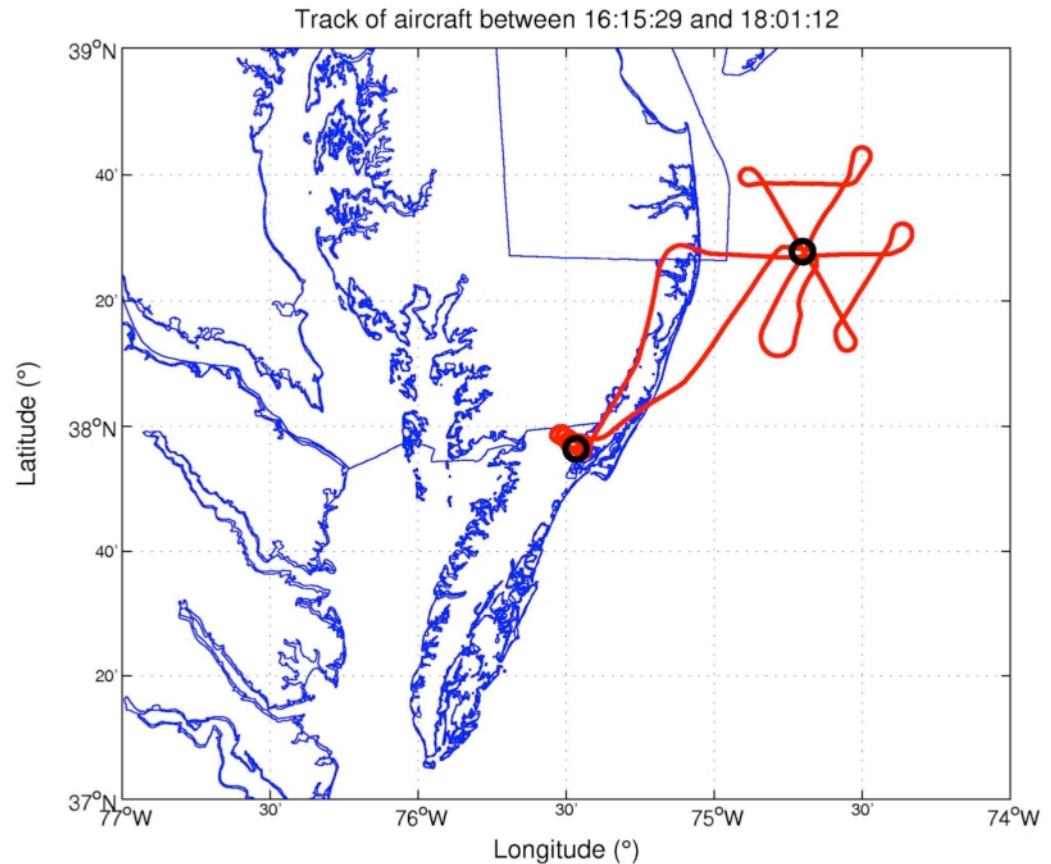 Track of aircraft between 16:15:29 and 18:01:12
39°N
40'
20'
38°N
40'
20'
37°N
Latitude (°)
77°W 30' 76°W 30' 75°W 30' 74°W
Longitude (°)